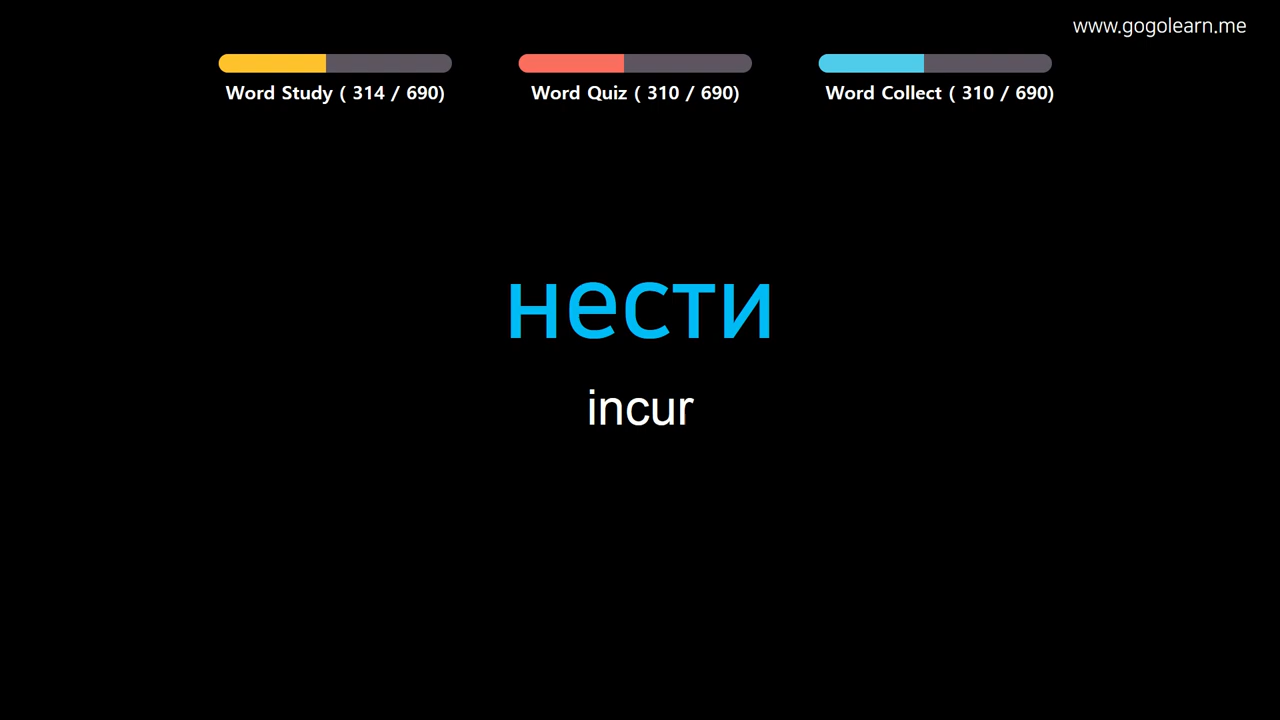 www.gogolearn.me
Word Study ( 314 / 690)
Word Quiz ( 310 / 690)
Word Collect ( 310 / 690)
нести
incur